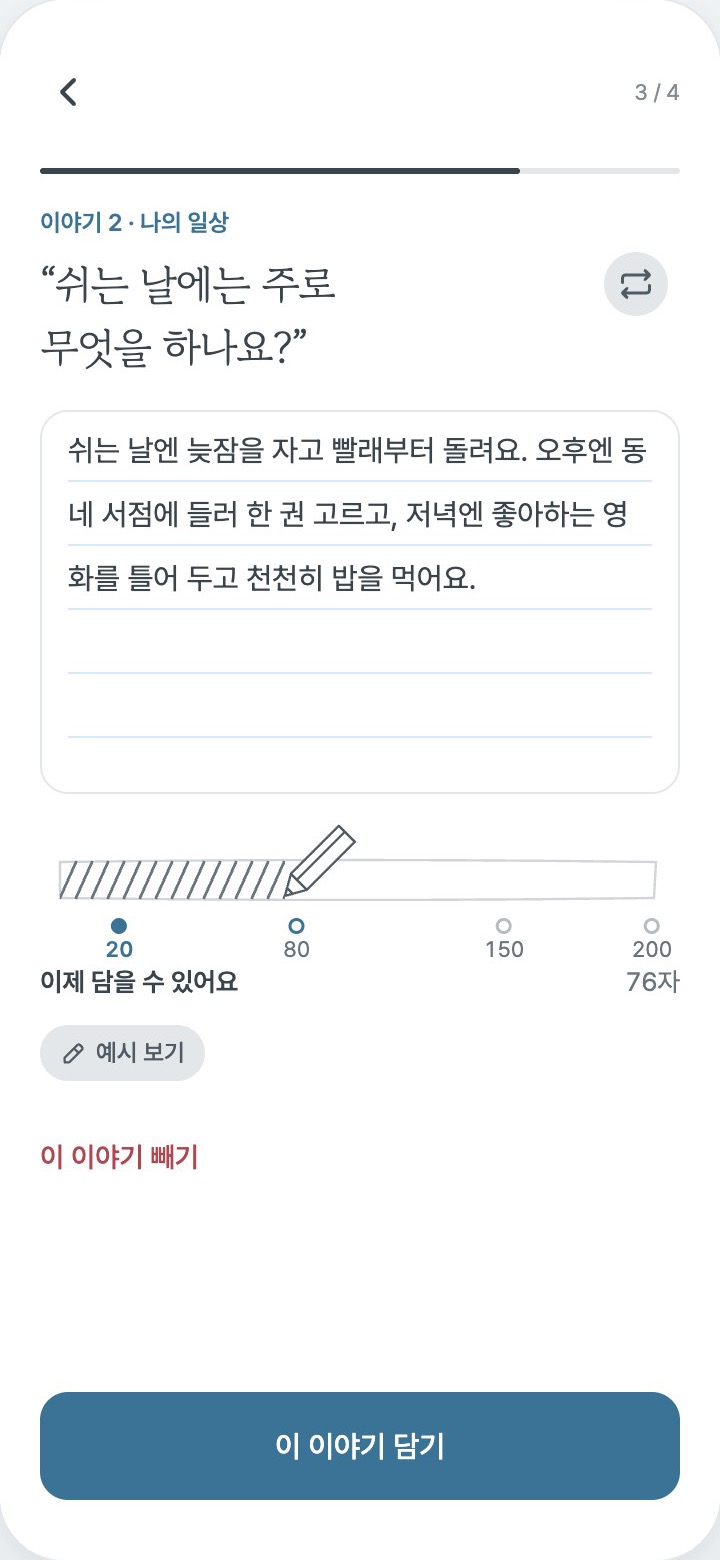 3 / 4
이야기 2 · 나의 일상
“쉬는 날에는 주로
무엇을 하나요?”
쉬는 날엔 늦잠을 자고 빨래부터 돌려요. 오후엔 동
네 서점에 들러 한 권 고르고, 저녁엔 좋아하는 영
화를 틀어 두고 천천히 밥을 먹어요.
20 80 150 200
이제 담을 수 있어요 76자
예시 보기
이 이야기 빼기
이 이야기 담기